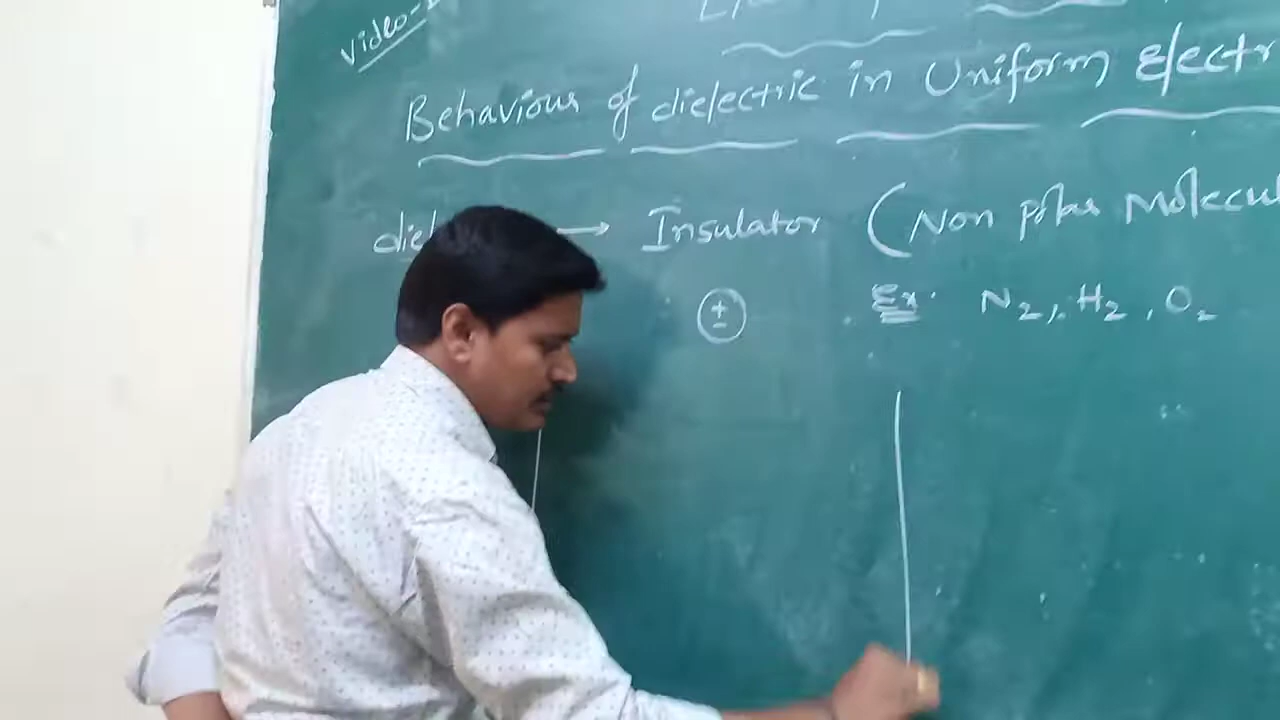 video-
Behaviour of dielectric in Uniform Electr
diel → Insulator (Non polar Molecul
+
-
Ex. N₂, H₂, O₂